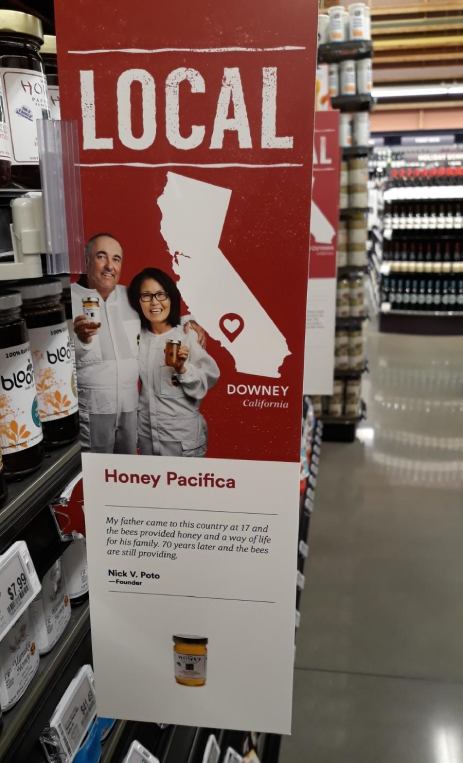 LOCAL
DOWNEY
California
Honey Pacifica
My father came to this country at 17 and
the bees provided honey and a way of life
for his family. 70 years later and the bees
are still providing.
Nick V. Poto
—Founder
HONEY
$7.99